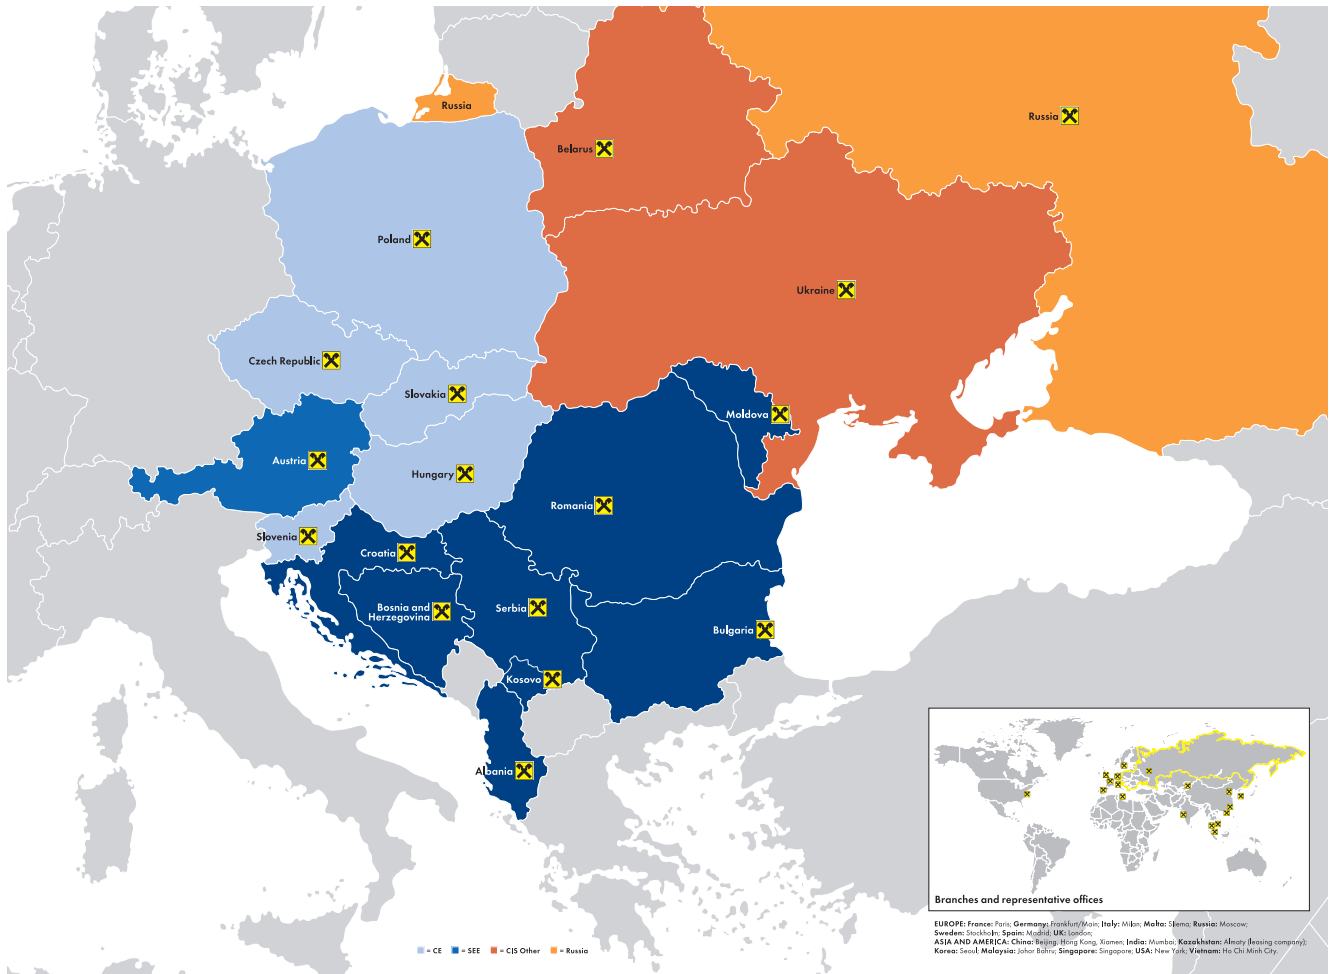 Russia
Russia
Belarus
Poland
Ukraine
Czech Republic
Slovakia
Moldova
Austria
Hungary
Romania
Slovenia
Croatia
Bosnia and
Herzegovina
Serbia
Bulgaria
Kosovo
Albania
Branches and representative offices
EUROPE: France: Paris; Germany: Frankfurt/Main; Italy: Milan; Malta: Sliema; Russia: Moscow;
Sweden: Stockholm; Spain: Madrid; UK: London;
ASIA AND AMERICA: China: Beijing, Hong Kong, Xiamen; India: Mumbai; Kazakhstan: Almaty (leasing company);
Korea: Seoul; Malaysia: Johor Bahru; Singapore: Singapore; USA: New York; Vietnam: Ho Chi Minh City.
= CE = SEE = CIS Other = Russia